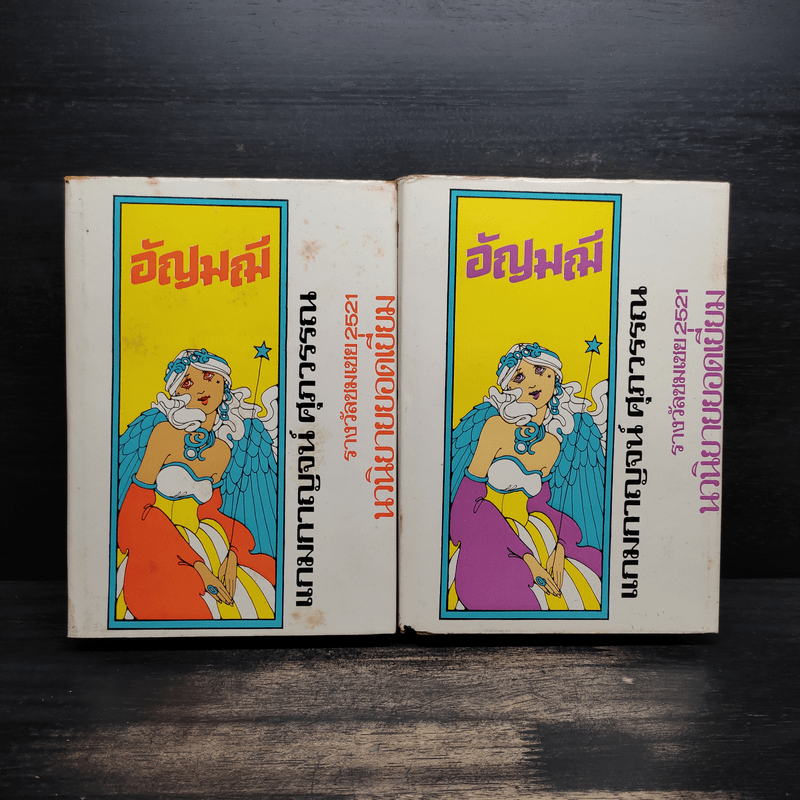 อัญมณี
แกมกาญจน์ ศุภวรรณ
รางวัลชมเชย 2521
นวนิยายยอดเยี่ยม
อัญมณี
แกมกาญจน์ ศุภวรรณ
รางวัลชมเชย 2521
นวนิยายยอดเยี่ยม